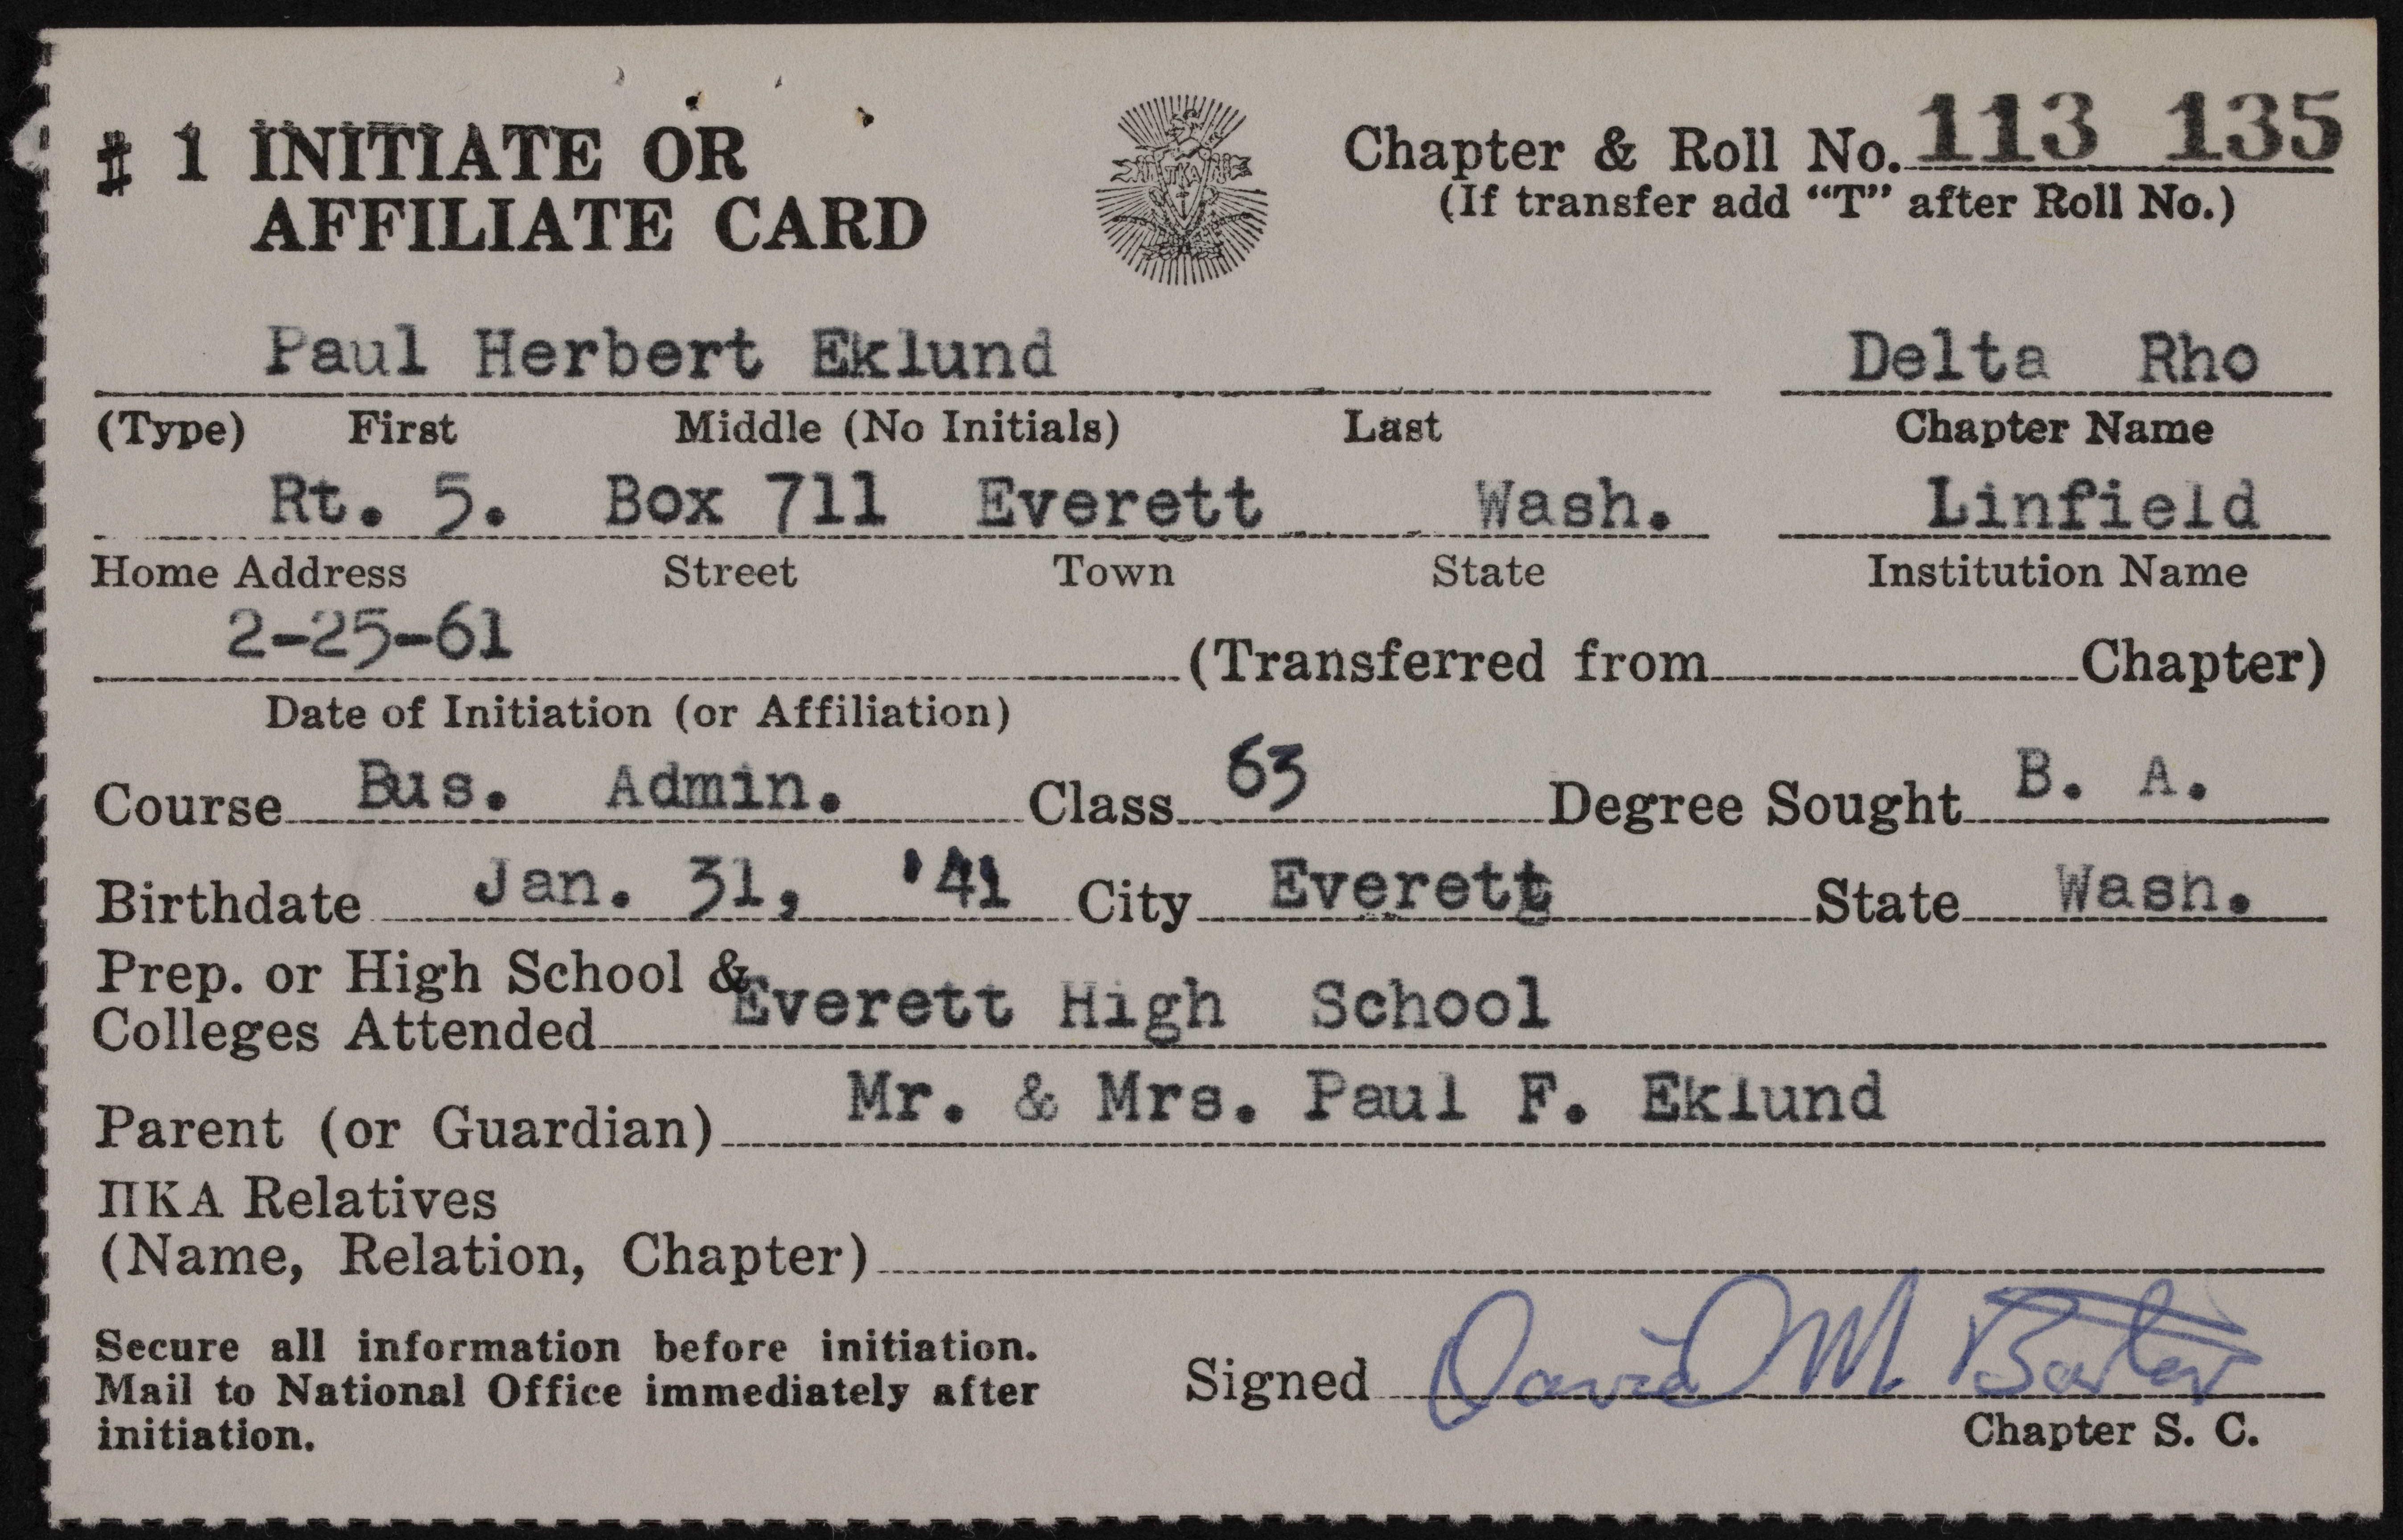 # 1 INITIATE OR
AFFILIATE CARD
ΠKA
Chapter & Roll No. 113 135
(If transfer add "T" after Roll No.)
Paul Herbert Eklund Delta Rho
(Type) First Middle (No Initials) Last Chapter Name
Rt. 5. Box 711 Everett Wash. Linfield
Home Address Street Town State Institution Name
2-25-61 (Transferred from Chapter)
Date of Initiation (or Affiliation)
Course Bus. Admin. Class 63 Degree Sought B. A.
Birthdate Jan. 31, '41 City Everett State Wash.
Prep. or High School &
Colleges Attended Everett High School
Parent (or Guardian) Mr. & Mrs. Paul F. Eklund
ΠKA Relatives
(Name, Relation, Chapter)
Secure all information before initiation.
Mail to National Office immediately after
initiation.
Signed David M.
Chapter S. C.